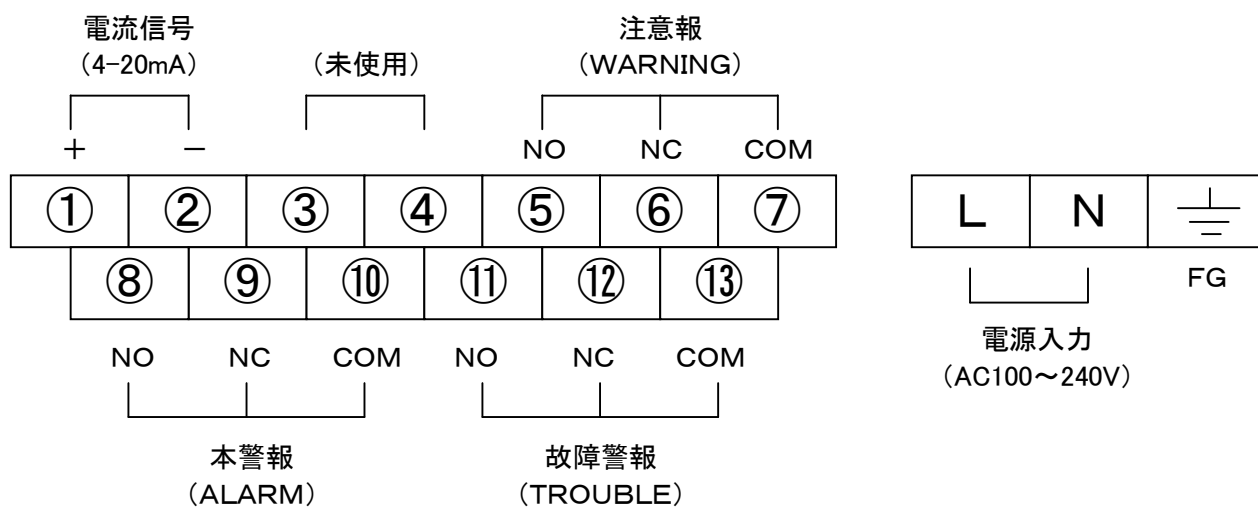 電流信号
（4-20mA）
（未使用）
注意報
（WARNING）
＋ － NO NC COM
① ② ③ ④ ⑤ ⑥ ⑦
⑧ ⑨ ⑩ ⑪ ⑫ ⑬
NO NC COM NO NC COM
本警報
（ALARM）
故障警報
（TROUBLE）
L N
FG
電源入力
（AC100～240V）